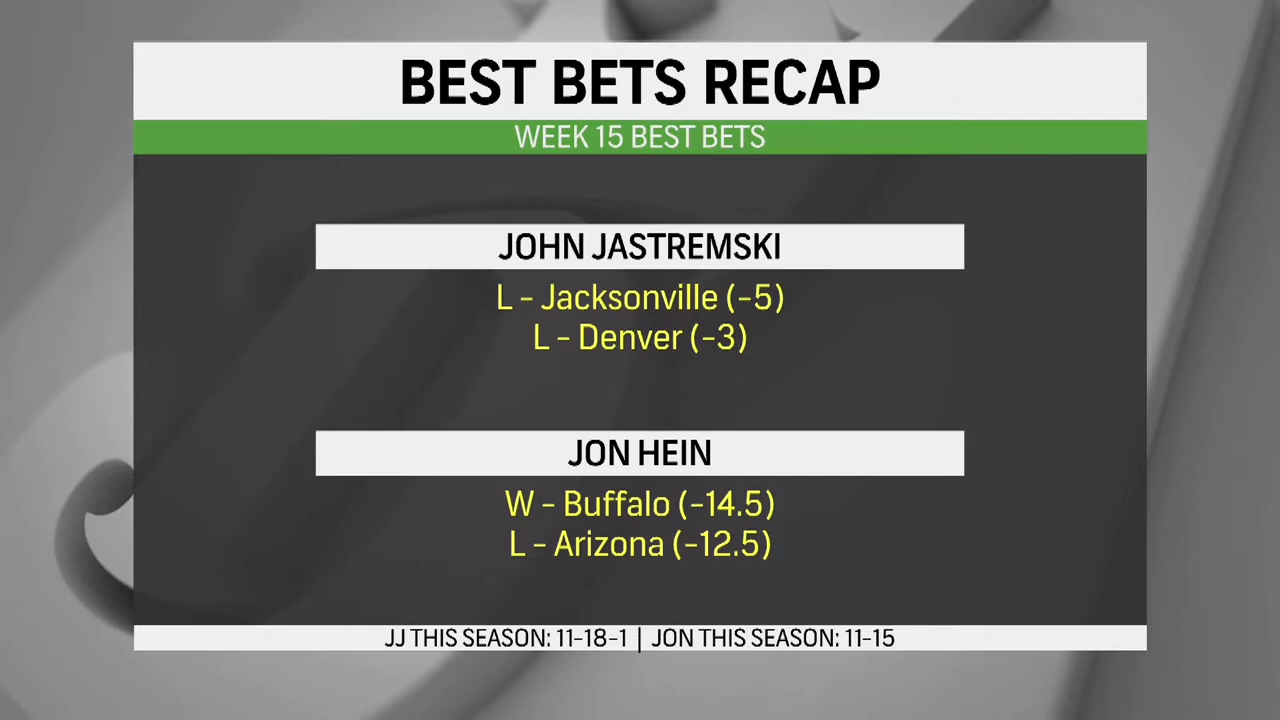 BEST BETS RECAP
WEEK 15 BEST BETS
JOHN JASTREMSKI
L - Jacksonville (-5)
L - Denver (-3)
JON HEIN
W - Buffalo (-14.5)
L - Arizona (-12.5)
JJ THIS SEASON: 11-18-1 | JON THIS SEASON: 11-15